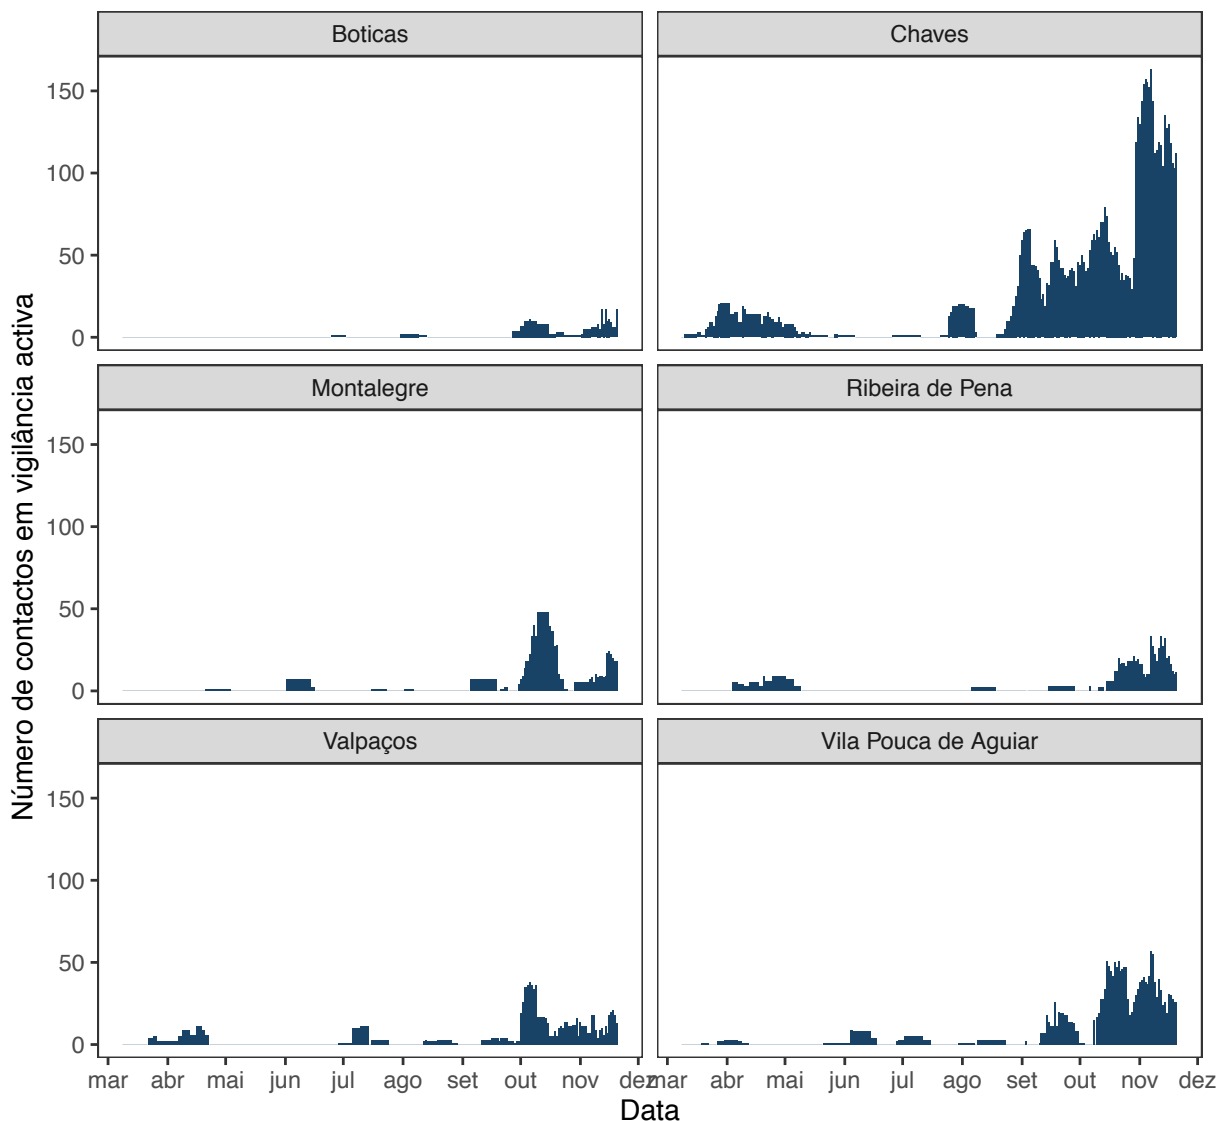 Boticas
Chaves
150
100
50
0
Montalegre
Ribeira de Pena
150
100
50
0
Valpaços
Vila Pouca de Aguiar
150
100
50
0
mar abr mai jun jul ago set out nov dez
mar abr mai jun jul ago set out nov dez
Data
Número de contactos em vigilância activa